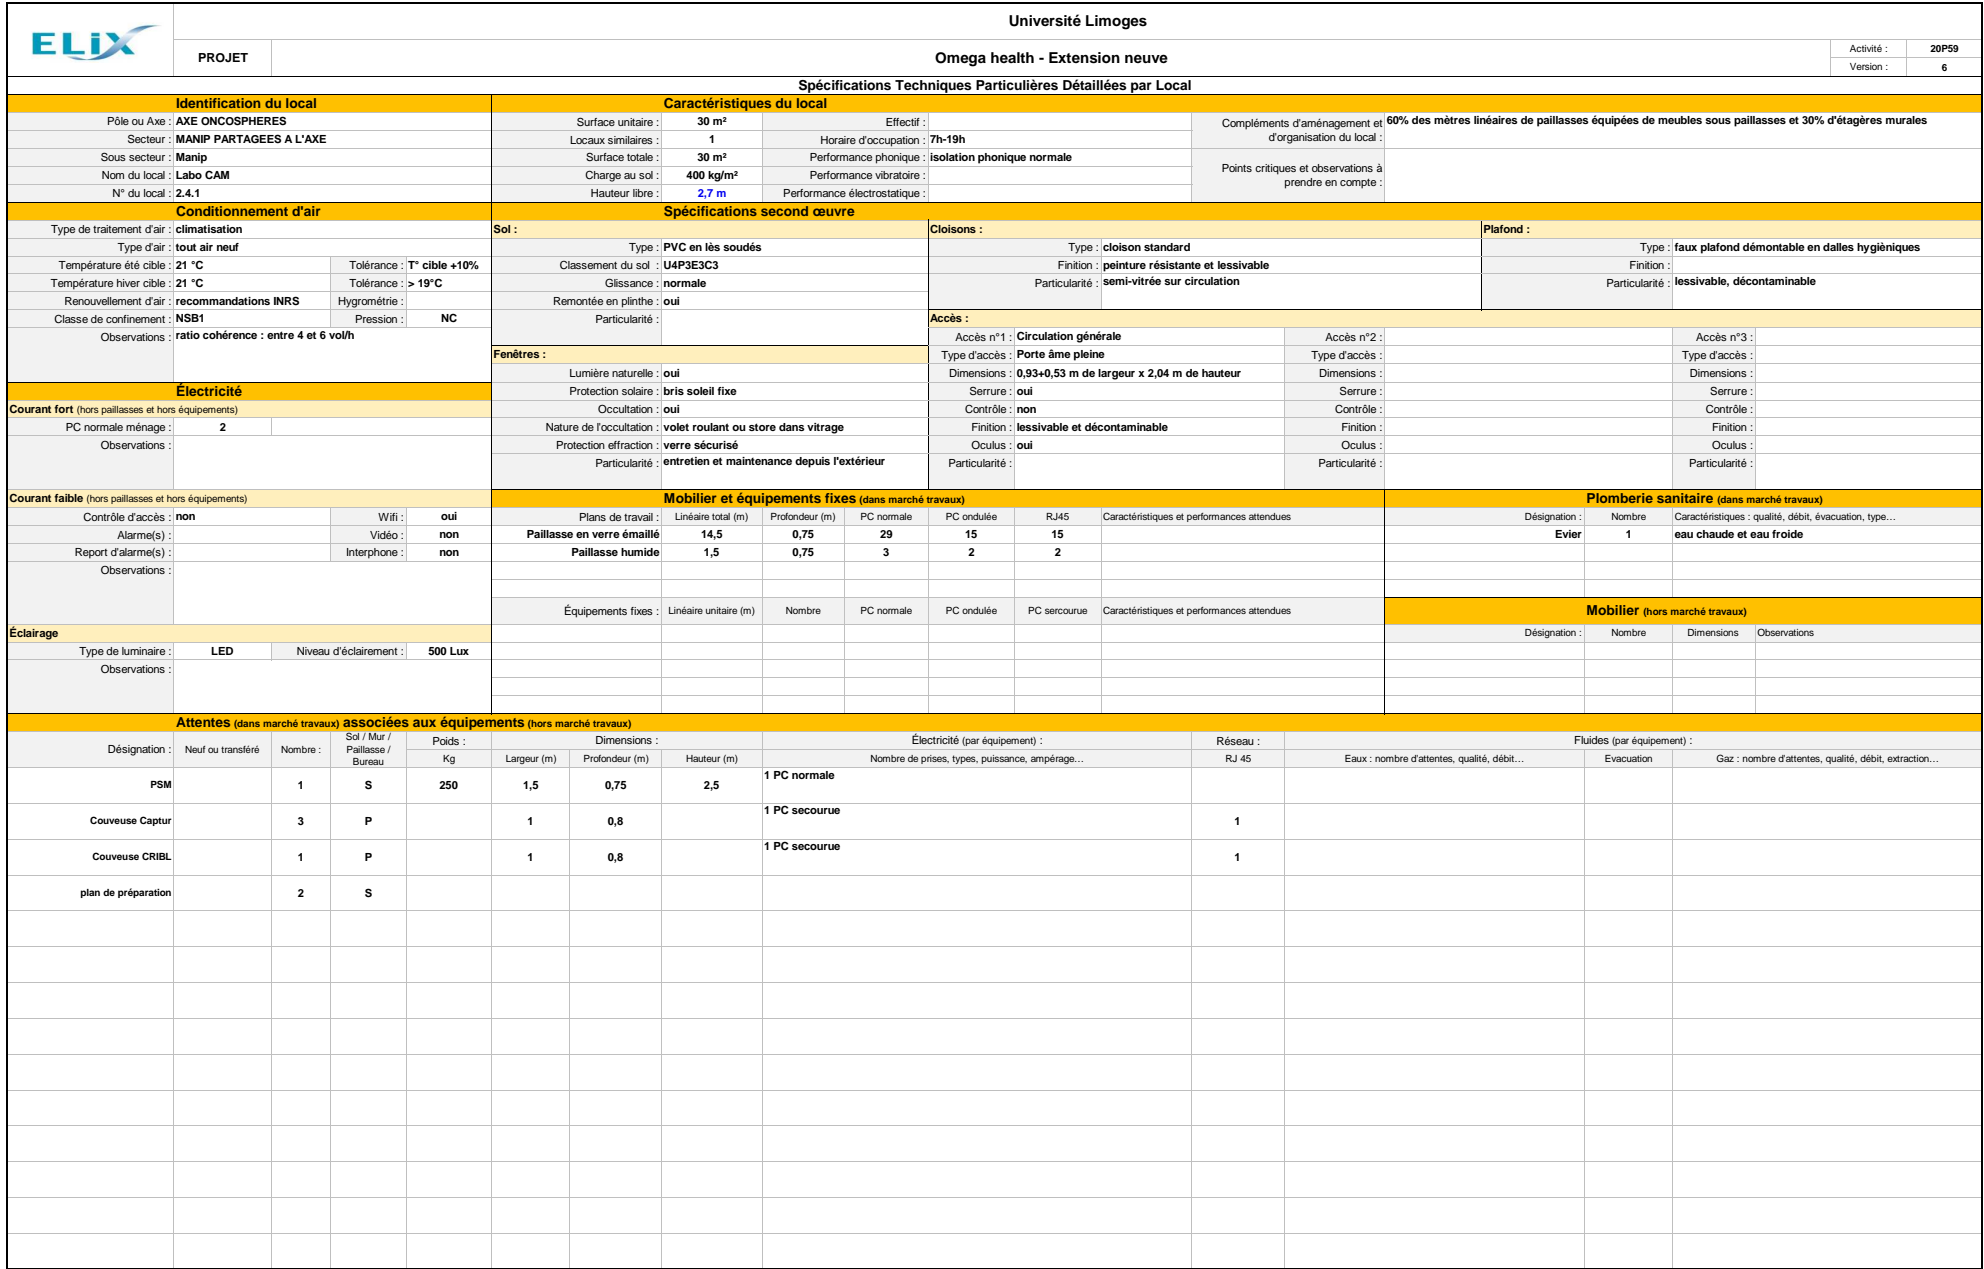 ELiX
Université Limoges
PROJET
Omega health - Extension neuve
Activité : 20P59
Version : 6
Spécifications Techniques Particulières Détaillées par Local
Identification du local
Pôle ou Axe : AXE ONCOSPHERES
Secteur : MANIP PARTAGEES A L'AXE
Sous secteur : Manip
Nom du local : Labo CAM
N° du local : 2.4.1
Caractéristiques du local
Surface unitaire : 30 m² Effectif :
Locaux similaires : 1 Horaire d'occupation : 7h-19h
Surface totale : 30 m² Performance phonique : isolation phonique normale
Charge au sol : 400 kg/m² Performance vibratoire :
Hauteur libre : 2,7 m Performance électrostatique :
Compléments d'aménagement et d'organisation du local : 60% des mètres linéaires de paillasses équipées de meubles sous paillasses et 30% d'étagères murales
Points critiques et observations à prendre en compte :
Conditionnement d'air
Type de traitement d'air : climatisation
Type d'air : tout air neuf
Température été cible : 21 °C Tolérance : T° cible +10%
Température hiver cible : 21 °C Tolérance : > 19°C
Renouvellement d'air : recommandations INRS Hygrométrie :
Classe de confinement : NSB1 Pression : NC
Observations : ratio cohérence : entre 4 et 6 vol/h
Spécifications second œuvre
Sol :
Type : PVC en lès soudés
Classement du sol : U4P3E3C3
Glissance : normale
Remontée en plinthe : oui
Particularité :
Cloisons :
Type : cloison standard
Finition : peinture résistante et lessivable
Particularité : semi-vitrée sur circulation
Plafond :
Type : faux plafond démontable en dalles hygièniques
Finition :
Particularité : lessivable, décontaminable
Fenêtres :
Lumière naturelle : oui
Protection solaire : bris soleil fixe
Occultation : oui
Nature de l'occultation : volet roulant ou store dans vitrage
Protection effraction : verre sécurisé
Particularité : entretien et maintenance depuis l'extérieur
Accès :
Accès n°1 : Circulation générale Accès n°2 : Accès n°3 :
Type d'accès : Porte âme pleine Type d'accès : Type d'accès :
Dimensions : 0,93+0,53 m de largeur x 2,04 m de hauteur Dimensions : Dimensions :
Serrure : oui Serrure : Serrure :
Contrôle : non Contrôle : Contrôle :
Finition : lessivable et décontaminable Finition : Finition :
Oculus : oui Oculus : Oculus :
Particularité : Particularité : Particularité :
Électricité
Courant fort (hors paillasses et hors équipements)
PC normale ménage : 2
Observations :
Courant faible (hors paillasses et hors équipements)
Contrôle d'accès : non Wifi : oui
Alarme(s) : Vidéo : non
Report d'alarme(s) : Interphone : non
Observations :
Éclairage
Type de luminaire : LED Niveau d'éclairement : 500 Lux
Observations :
Mobilier et équipements fixes (dans marché travaux)
Plans de travail : Linéaire total (m) Profondeur (m) PC normale PC ondulée RJ45 Caractéristiques et performances attendues
Paillasse en verre émaillé 14,5 0,75 29 15 15
Paillasse humide 1,5 0,75 3 2 2
Équipements fixes : Linéaire unitaire (m) Nombre PC normale PC ondulée PC sercourue Caractéristiques et performances attendues
Plomberie sanitaire (dans marché travaux)
Désignation : Nombre Caractéristiques : qualité, débit, évacuation, type…
Evier 1 eau chaude et eau froide
Mobilier (hors marché travaux)
Désignation : Nombre Dimensions Observations
Attentes (dans marché travaux) associées aux équipements (hors marché travaux)
Désignation : Neuf ou transféré Nombre : Sol / Mur / Paillasse / Bureau Poids : Dimensions : Électricité (par équipement) : Réseau : Fluides (par équipement) :
Kg Largeur (m) Profondeur (m) Hauteur (m) Nombre de prises, types, puissance, ampérage… RJ 45 Eaux : nombre d'attentes, qualité, débit… Evacuation Gaz : nombre d'attentes, qualité, débit, extraction…
PSM 1 S 250 1,5 0,75 2,5 1 PC normale
Couveuse Captur 3 P 1 0,8 1 PC secourue 1
Couveuse CRIBL 1 P 1 0,8 1 PC secourue 1
plan de préparation 2 S